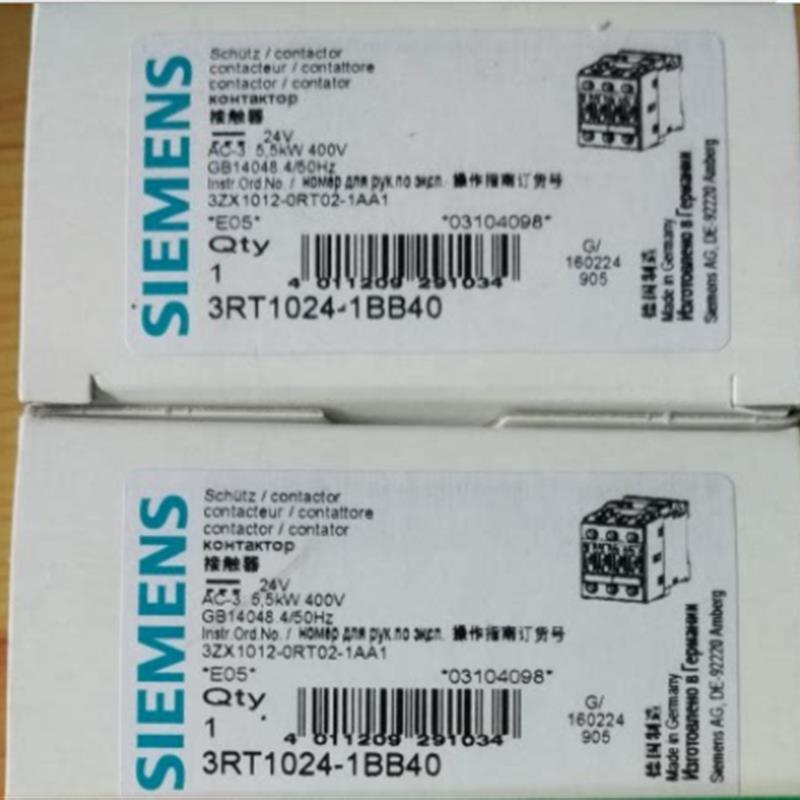 SIEMENS
Schütz / contactor
contacteur / contattore
contactor / contator
контактор
接触器
24V
AC-3: 5,5kW 400V
GB14048.4/50Hz
Instr.Ord.No. / номер для рук.по эксп. 操作指南订货号
3ZX1012-0RT02-1AA1
*E05* *03104098*
Qty
1
4 011209 291034
3RT1024-1BB40
G/
160224
905
德国制造
Made in Germany
Изготовлено в Германии
Siemens AG, DE-92220 Amberg
SIEMENS
Schütz / contactor
contacteur / contattore
contactor / contator
контактор
接触器
24V
AC-3: 5,5kW 400V
GB14048.4/50Hz
Instr.Ord.No. / номер для рук.по эксп. 操作指南订货号
3ZX1012-0RT02-1AA1
*E05* *03104098*
Qty
1
4 011209 291034
3RT1024-1BB40
G/
160224
905
德国制造
Made in Germany
Изготовлено в Германии
Siemens AG, DE-92220 Amberg